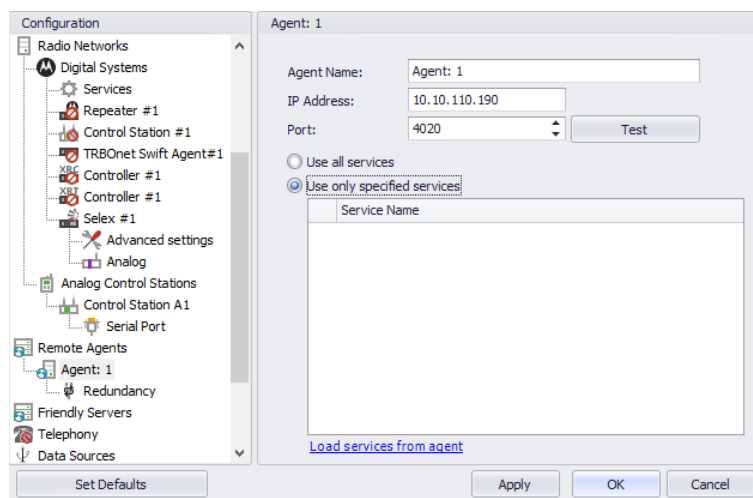 Configuration
Radio Networks
Digital Systems
Services
Repeater #1
Control Station #1
TRBOnet Swift Agent#1
XRC
Controller #1
XRT
Controller #1
Selex #1
Advanced settings
Analog
Analog Control Stations
Control Station A1
Serial Port
Remote Agents
Agent: 1
Redundancy
Friendly Servers
Telephony
Data Sources
Set Defaults
Agent: 1
Agent Name: Agent: 1
IP Address: 10.10.110.190
Port: 4020 Test
Use all services
Use only specified services
Service Name
Load services from agent
Apply OK Cancel